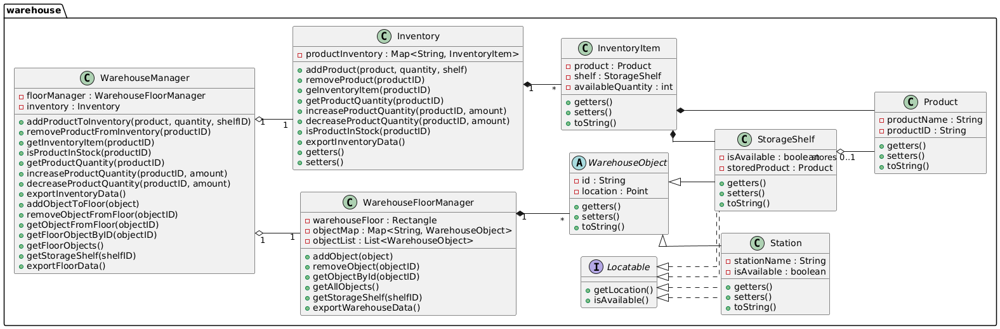 warehouse
C WarehouseManager
floorManager : WarehouseFloorManager
inventory : Inventory
addProductToInventory(product, quantity, shelfID)
removeProductFromInventory(productID)
getInventoryItem(productID)
isProductInStock(productID)
getProductQuantity(productID)
increaseProductQuantity(productID, amount)
decreaseProductQuantity(productID, amount)
exportInventoryData()
addObjectToFloor(object)
removeObjectFromFloor(objectID)
getObjectFromFloor(objectID)
getFloorObjectByID(objectID)
getFloorObjects()
getStorageShelf(shelfID)
exportFloorData()
1
1
1
1
C Inventory
productInventory : Map<String, InventoryItem>
addProduct(product, quantity, shelf)
removeProduct(productID)
geInventoryItem(productID)
getProductQuantity(productID)
increaseProductQuantity(productID, amount)
decreaseProductQuantity(productID, amount)
isProductInStock(productID)
exportInventoryData()
getters()
setters()
1
*
C WarehouseFloorManager
warehouseFloor : Rectangle
objectMap : Map<String, WarehouseObject>
objectList : List<WarehouseObject>
addObject(object)
removeObject(objectID)
getObjectById(objectID)
getAllObjects()
getStorageShelf(shelfID)
exportWarehouseData()
1
*
C InventoryItem
product : Product
shelf : StorageShelf
availableQuantity : int
getters()
setters()
toString()
A WarehouseObject
id : String
location : Point
getters()
setters()
toString()
I Locatable
getLocation()
isAvailable()
C StorageShelf
isAvailable : boolean
storedProduct : Product
getters()
setters()
toString()
stores 0..1
C Station
stationName : String
isAvailable : boolean
getters()
setters()
toString()
C Product
productName : String
productID : String
getters()
setters()
toString()